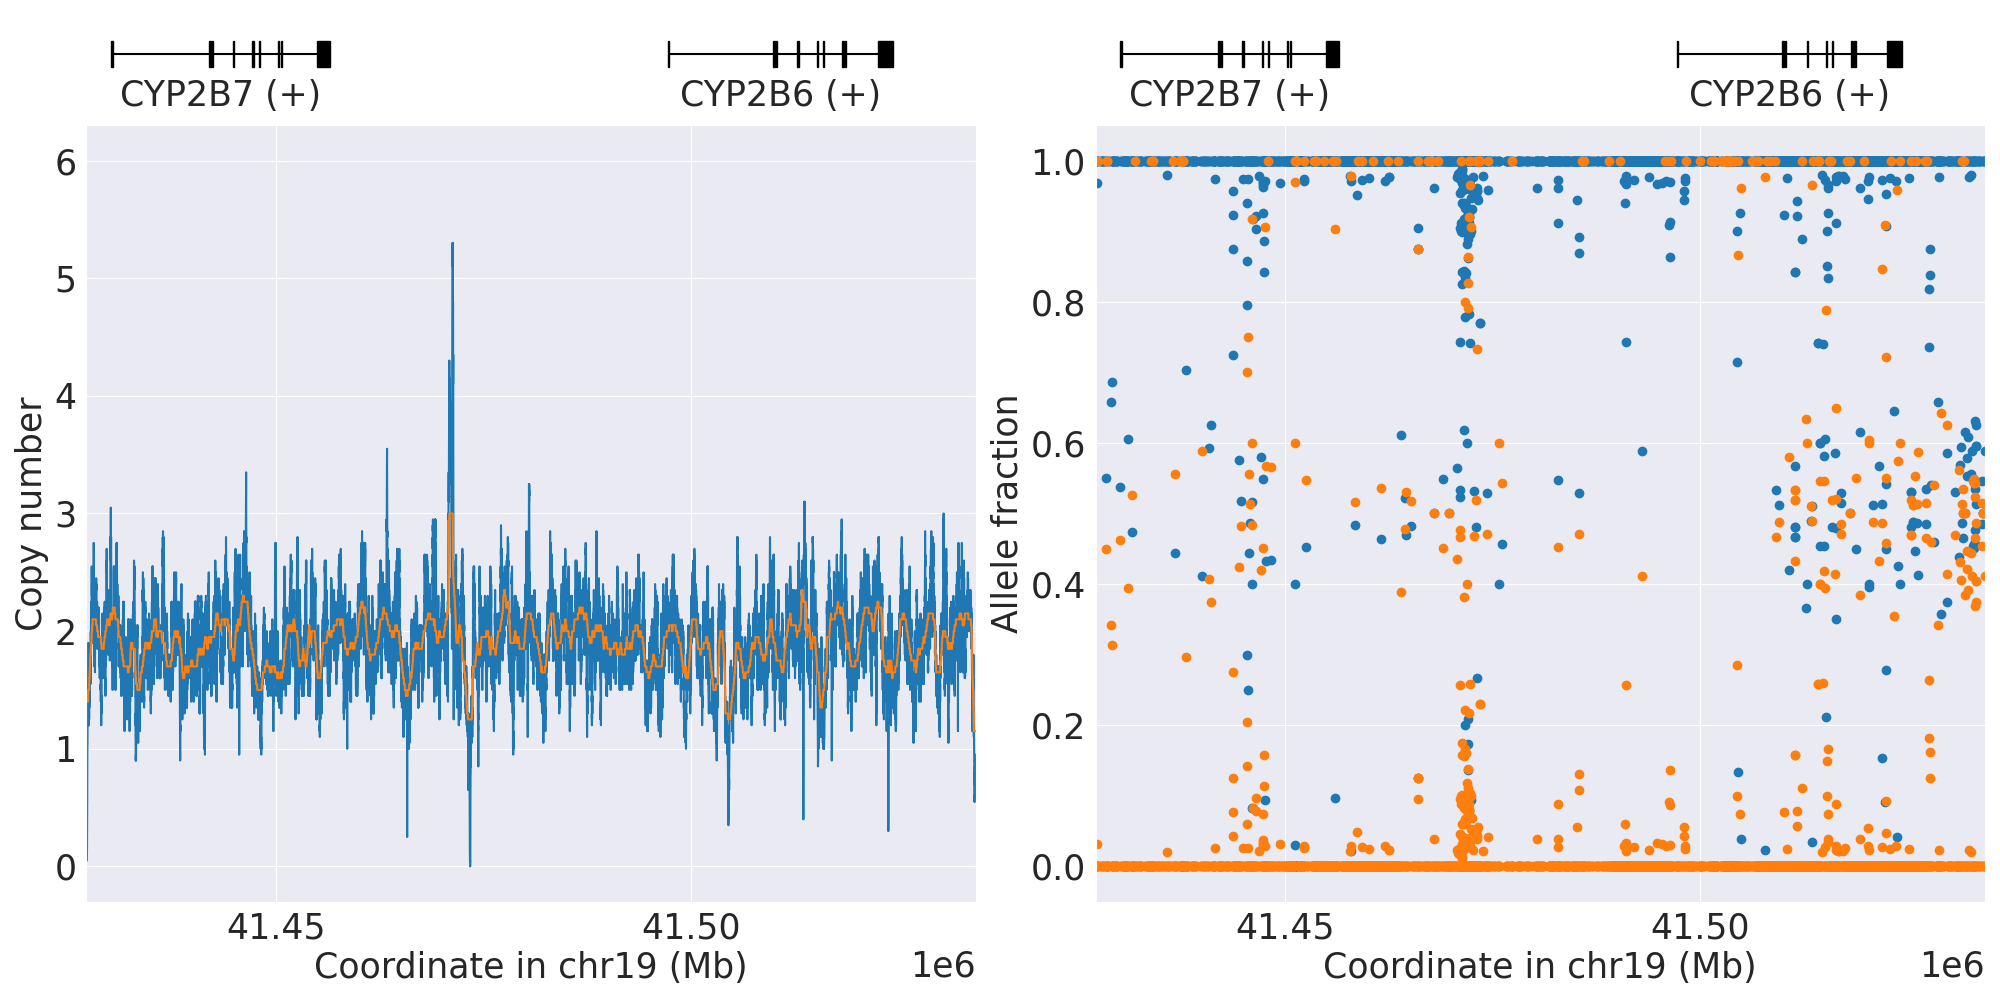 CYP2B7 (+)
CYP2B6 (+)
Copy number
6
5
4
3
2
1
0
41.45
41.50
Coordinate in chr19 (Mb)
1e6
CYP2B7 (+)
CYP2B6 (+)
Allele fraction
1.0
0.8
0.6
0.4
0.2
0.0
41.45
41.50
Coordinate in chr19 (Mb)
1e6